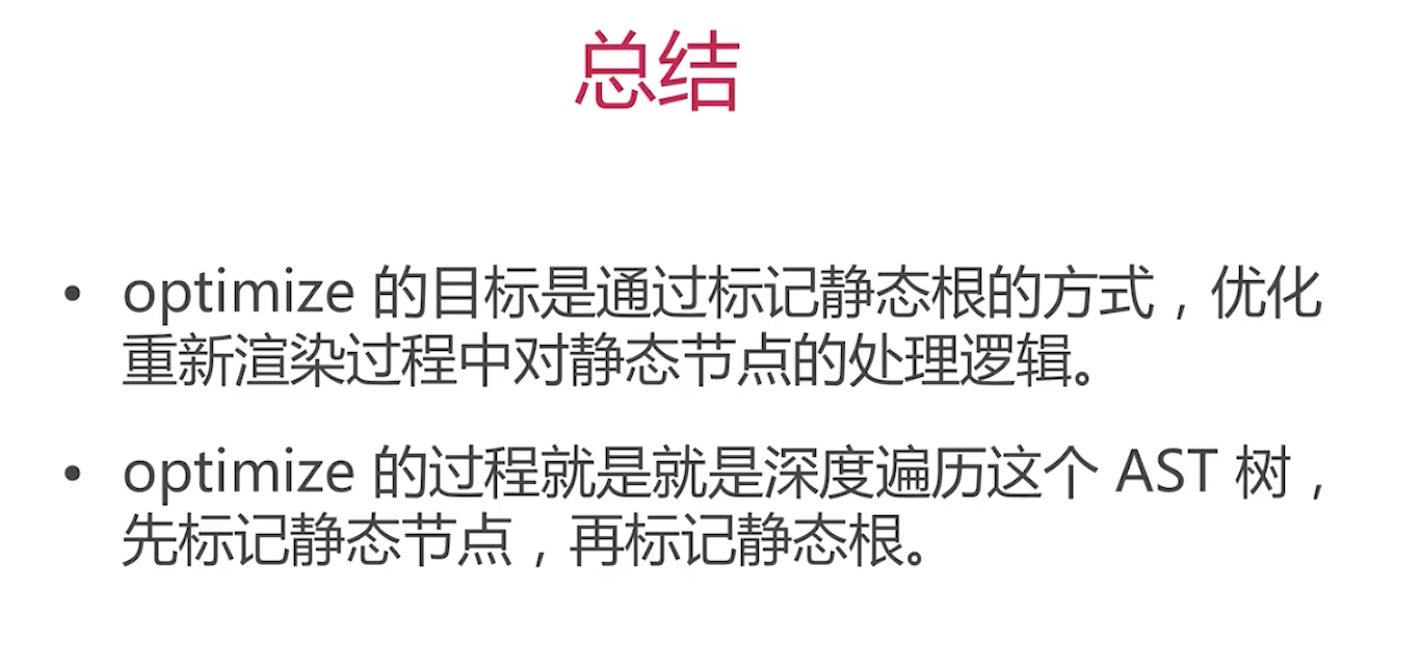 总结
• optimize 的目标是通过标记静态根的方式，优化
重新渲染过程中对静态节点的处理逻辑。
• optimize 的过程就是就是深度遍历这个 AST 树，
先标记静态节点，再标记静态根。